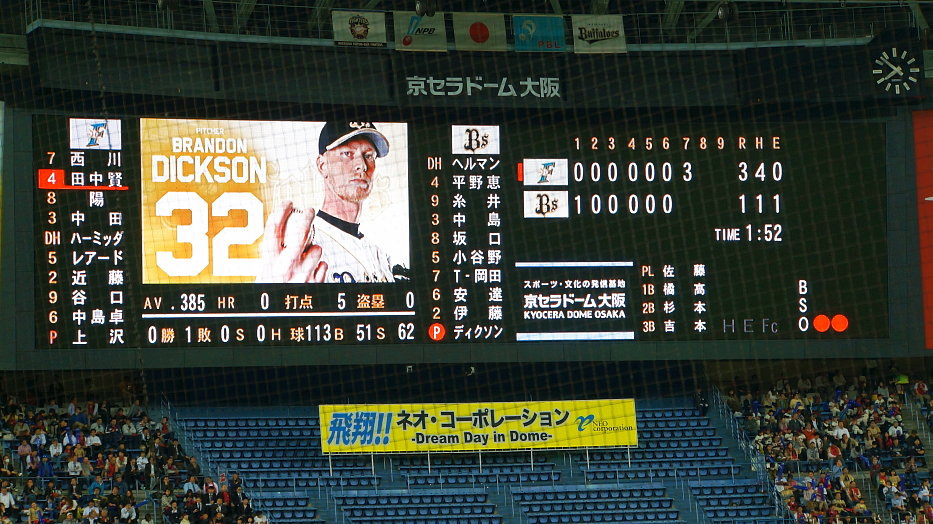 NPB
PBL
Buffaloes
京セラドーム大阪
7 西川
4 田中賢
8 陽
3 中田
DH ハーミッダ
5 レアード
2 近藤
9 谷口
6 中島卓
P 上沢
PITCHER
BRANDON
DICKSON
32
AV .385 HR 0 打点 5 盗塁 0
0勝 1敗 0S 0H 球113 B 51 S 62
Bs
DH ヘルマン
4 平野恵
9 糸井
3 中島
8 坂口
5 小谷野
7 T-岡田
6 安達
2 伊藤
P ディクソン
1 2 3 4 5 6 7 8 9 R H E
0 0 0 0 0 0 3 3 4 0
Bs 1 0 0 0 0 0 1 1 1
TIME 1:52
スポーツ・文化の発信基地
京セラドーム大阪
KYOCERA DOME OSAKA
PL 佐藤
1B 橘高
2B 杉本
3B 吉本
H E Fc
B
S
O
飛翔!! ネオ・コーポレーション
-Dream Day in Dome-
NEO
corporation